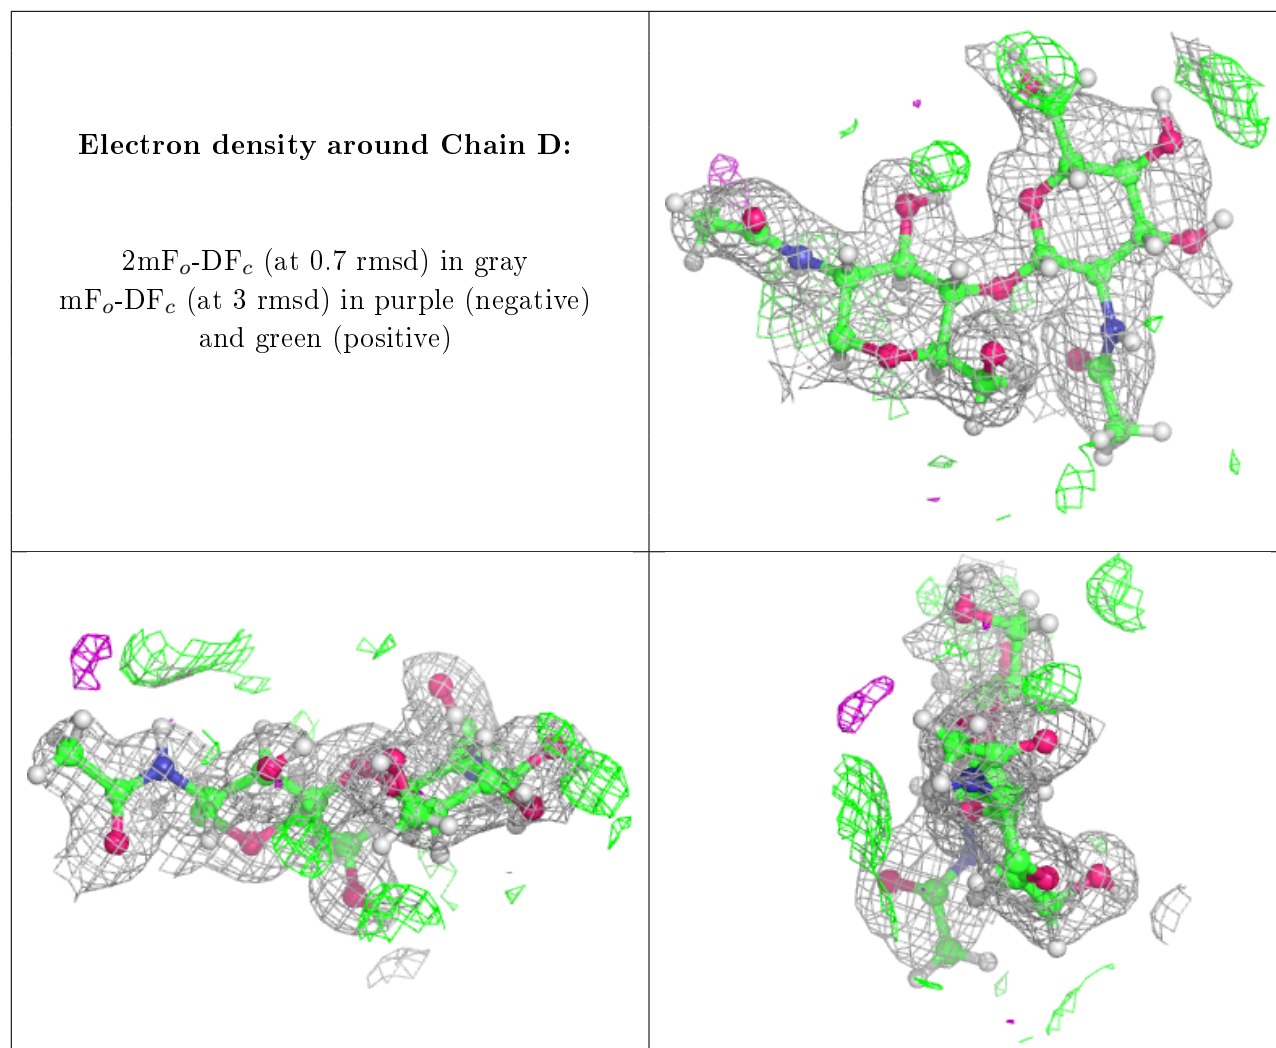 Electron density around Chain D:
2mFₒ-DF𝒸 (at 0.7 rmsd) in gray
mFₒ-DF𝒸 (at 3 rmsd) in purple (negative)
and green (positive)